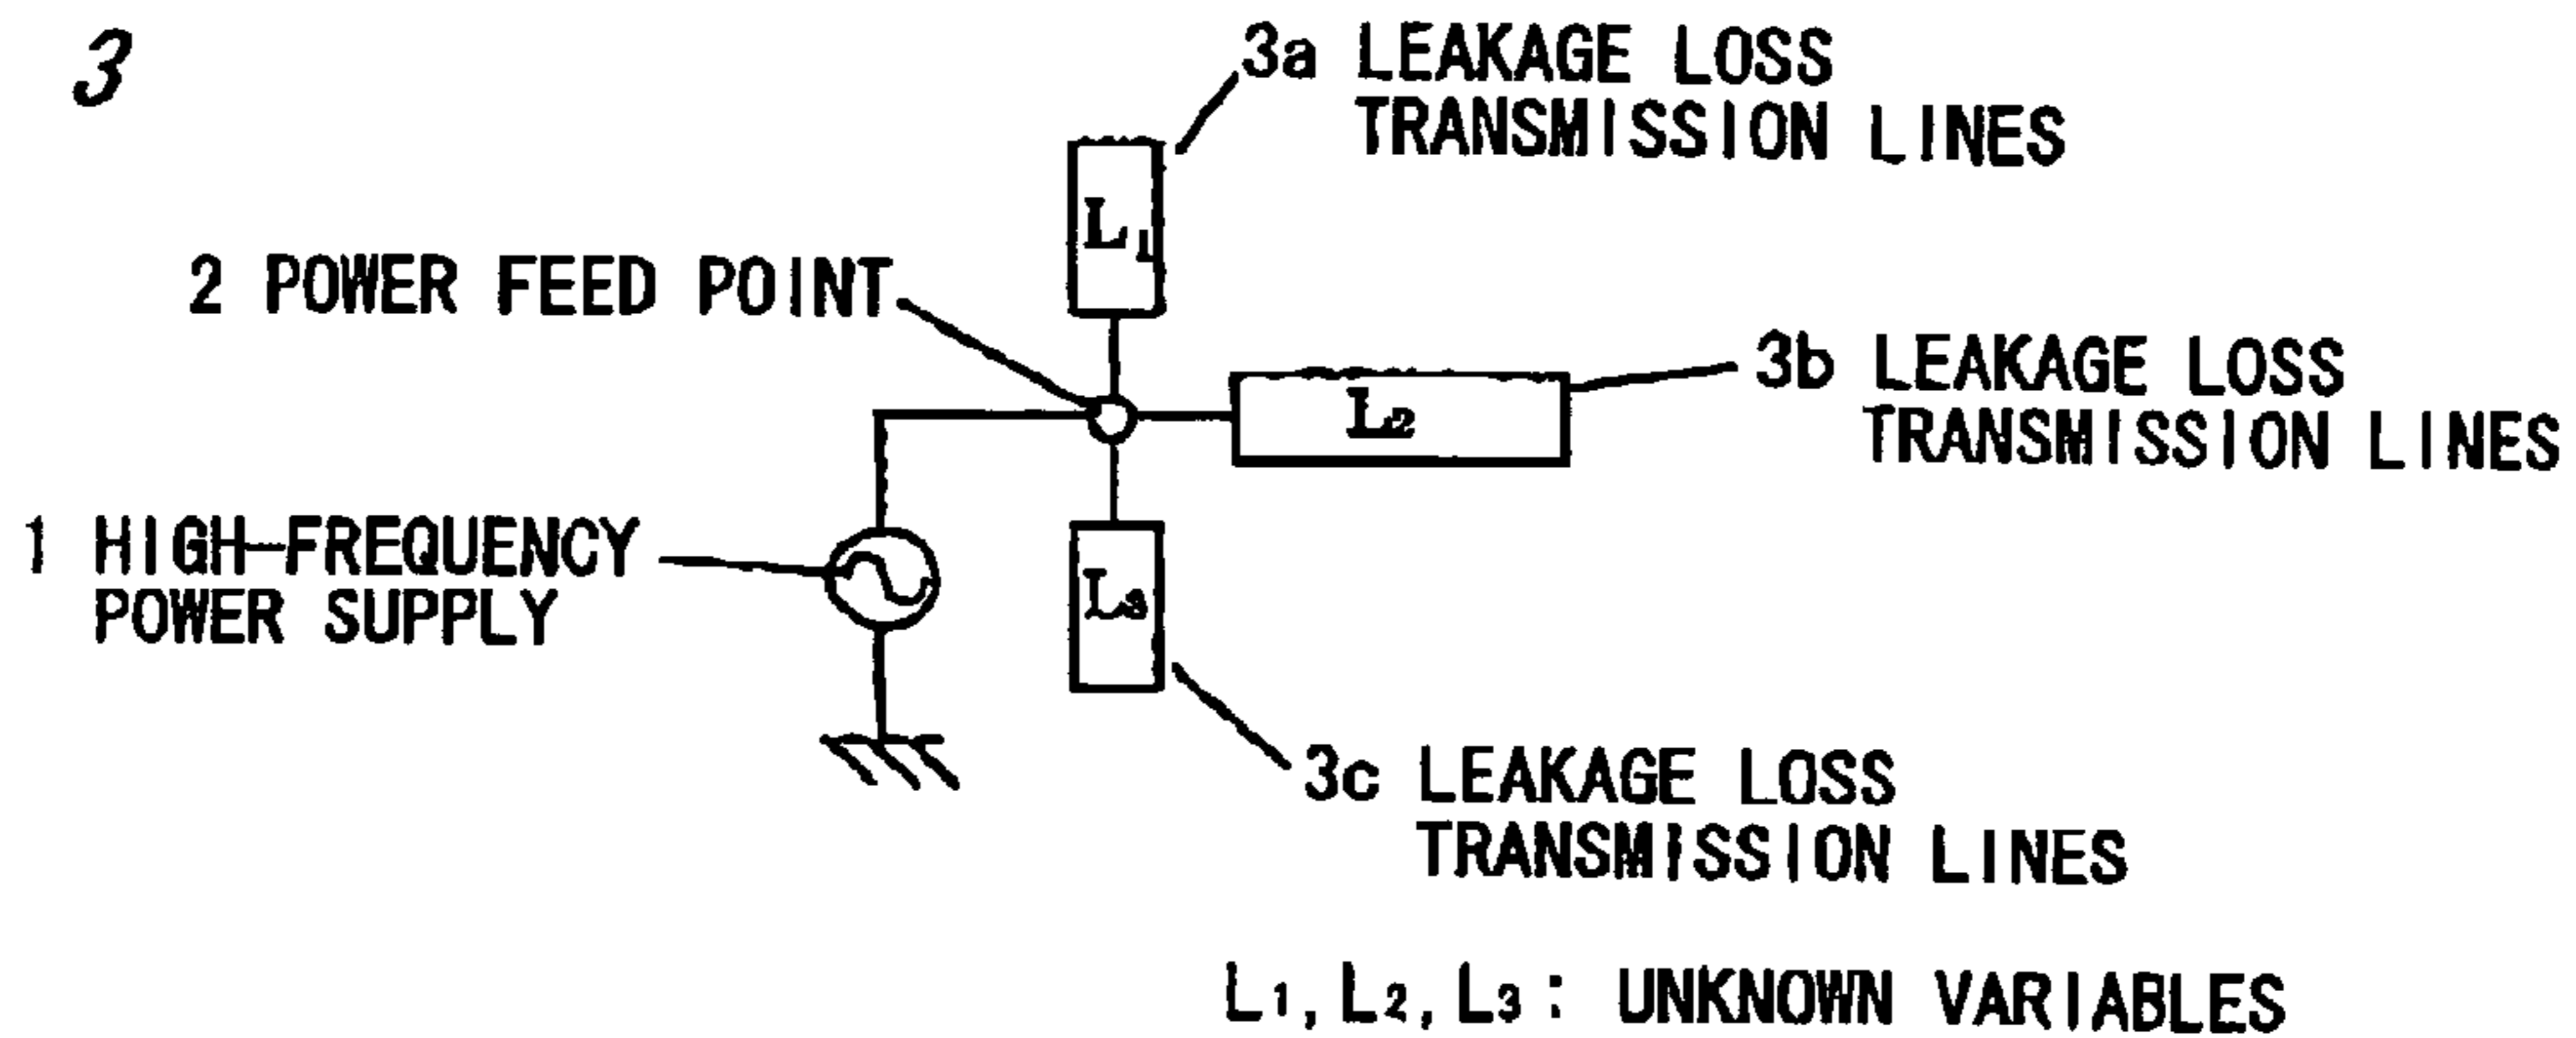 3
3a LEAKAGE LOSS
TRANSMISSION LINES
L1
2 POWER FEED POINT
3b LEAKAGE LOSS
TRANSMISSION LINES
L2
1 HIGH-FREQUENCY
POWER SUPPLY
L3
3c LEAKAGE LOSS
TRANSMISSION LINES
L1, L2, L3 : UNKNOWN VARIABLES